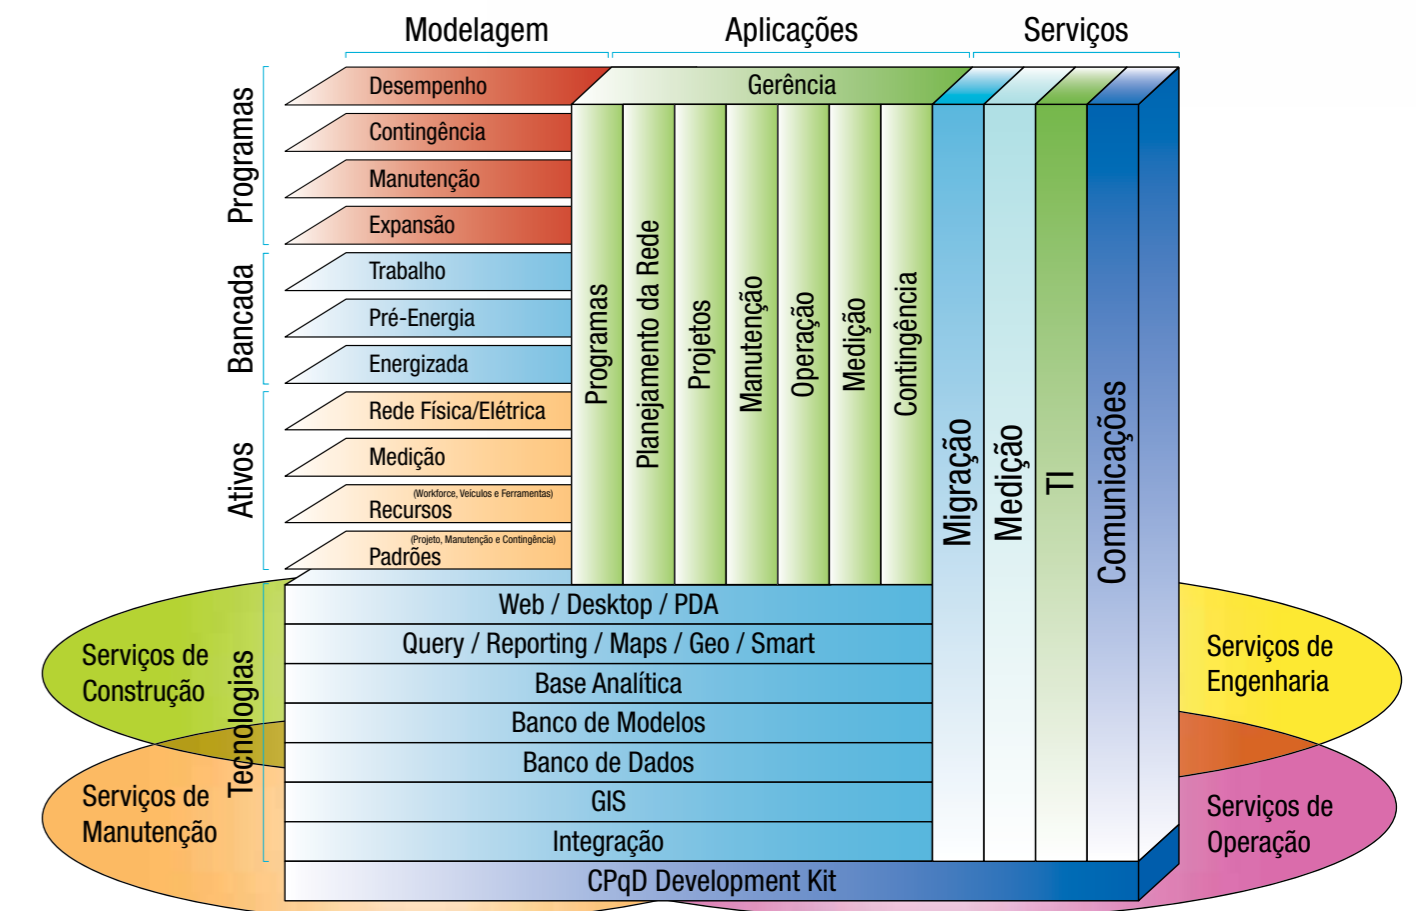 Modelagem
Aplicações
Serviços
Programas
Desempenho
Contingência
Manutenção
Expansão
Bancada
Trabalho
Pré-Energia
Energizada
Ativos
Rede Física/Elétrica
Medição
(Workforce, Veículos e Ferramentas)
Recursos
(Projeto, Manutenção e Contingência)
Padrões
Gerência
Programas
Planejamento da Rede
Projetos
Manutenção
Operação
Medição
Contingência
Migração
Medição
TI
Comunicações
Tecnologias
Web / Desktop / PDA
Query / Reporting / Maps / Geo / Smart
Base Analítica
Banco de Modelos
Banco de Dados
GIS
Integração
CPqD Development Kit
Serviços de
Construção
Serviços de
Manutenção
Serviços de
Engenharia
Serviços de
Operação